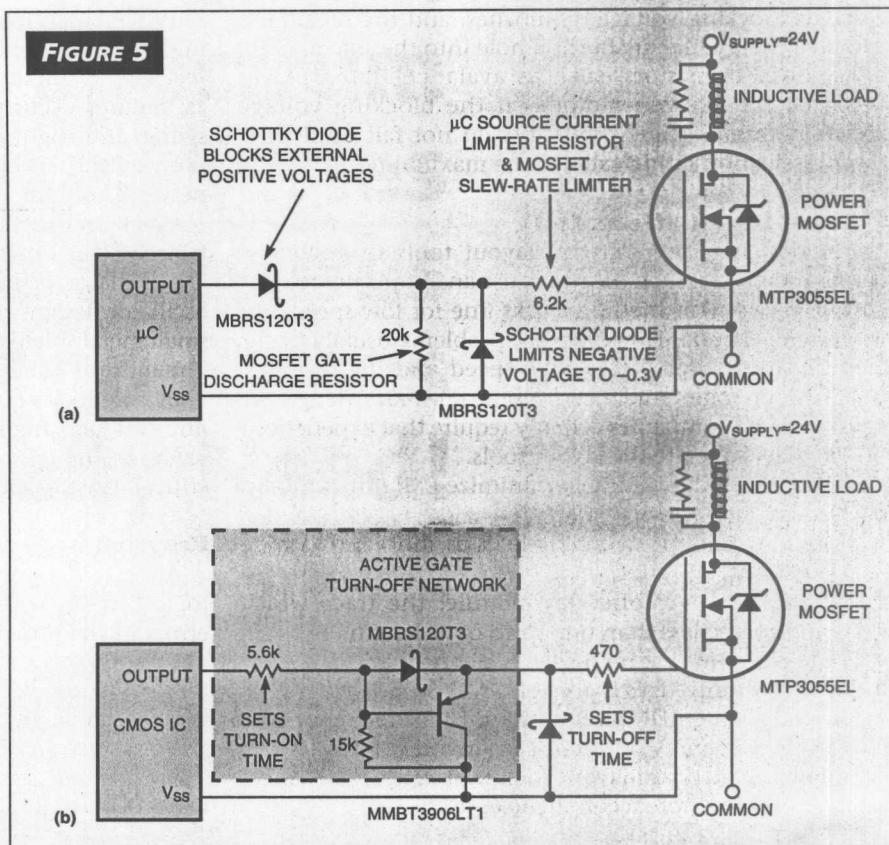 FIGURE 5
VSUPPLY=24V
INDUCTIVE LOAD
SCHOTTKY DIODE
BLOCKS EXTERNAL
POSITIVE VOLTAGES
µC SOURCE CURRENT
LIMITER RESISTOR
& MOSFET
SLEW-RATE LIMITER
POWER
MOSFET
MTP3055EL
OUTPUT
µC
VSS
MBRS120T3
20k
6.2k
MOSFET GATE
DISCHARGE RESISTOR
SCHOTTKY DIODE
LIMITS NEGATIVE
VOLTAGE TO –0.3V
MBRS120T3
COMMON
(a)
VSUPPLY=24V
INDUCTIVE LOAD
ACTIVE GATE
TURN-OFF NETWORK
MBRS120T3
POWER
MOSFET
MTP3055EL
OUTPUT
CMOS IC
VSS
5.6k
SETS
TURN-ON
TIME
15k
470
SETS
TURN-OFF
TIME
MMBT3906LT1
COMMON
(b)